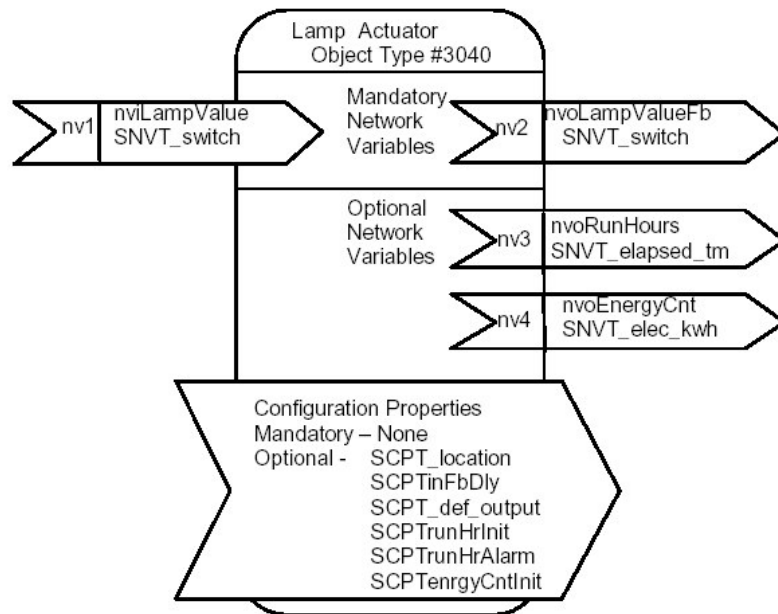 Lamp Actuator
Object Type #3040
nv1
nviLampValue
SNVT_switch
Mandatory
Network
Variables
nv2
nvoLampValueFb
SNVT_switch
Optional
Network
Variables
nv3
nvoRunHours
SNVT_elapsed_tm
nv4
nvoEnergyCnt
SNVT_elec_kwh
Configuration Properties
Mandatory – None
Optional - SCPT_location
SCPTinFbDly
SCPT_def_output
SCPTrunHrInit
SCPTrunHrAlarm
SCPTenrgyCntInit